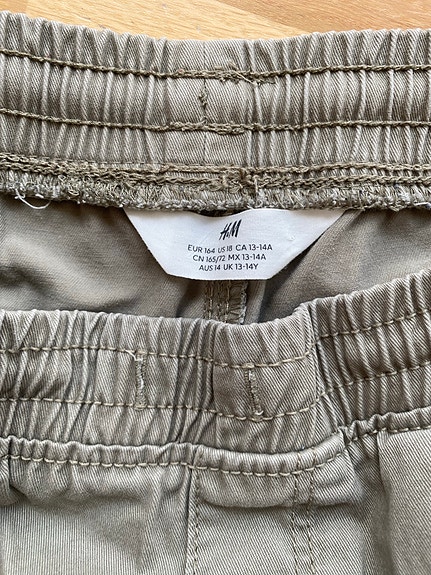 H&M
EUR 164 US 18 CA 13-14A
CN 165/72 MX 13-14A
AUS 14 UK 13-14Y